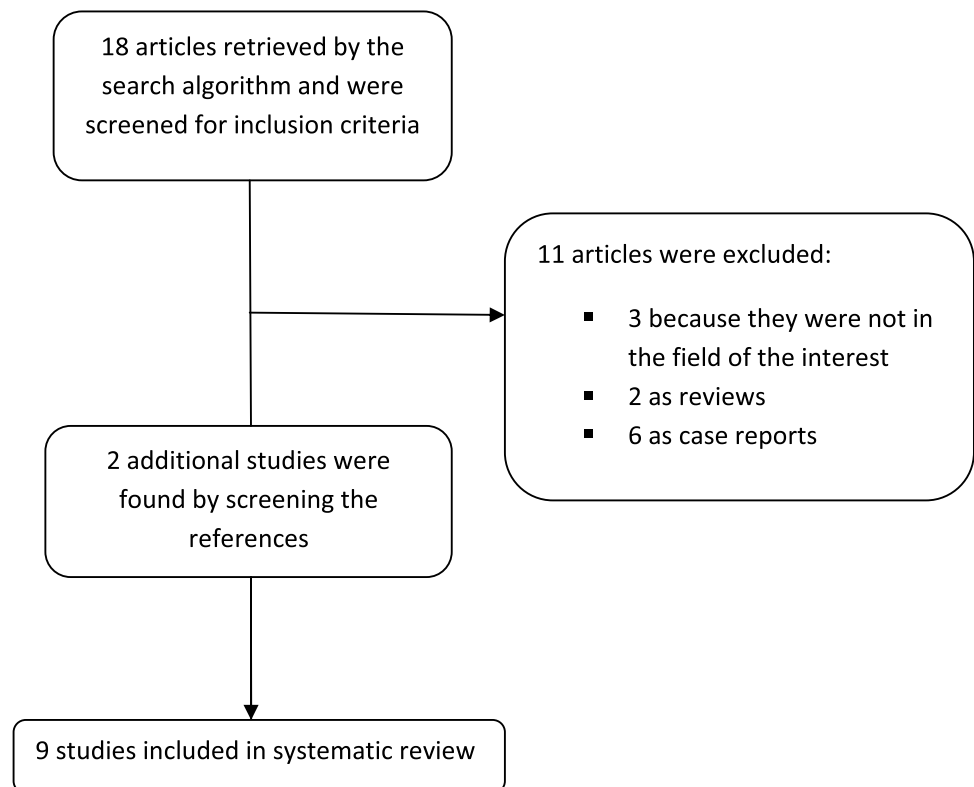 18 articles retrieved by the
search algorithm and were
screened for inclusion criteria
11 articles were excluded:
▪ 3 because they were not in
the field of the interest
▪ 2 as reviews
▪ 6 as case reports
2 additional studies were
found by screening the
references
9 studies included in systematic review